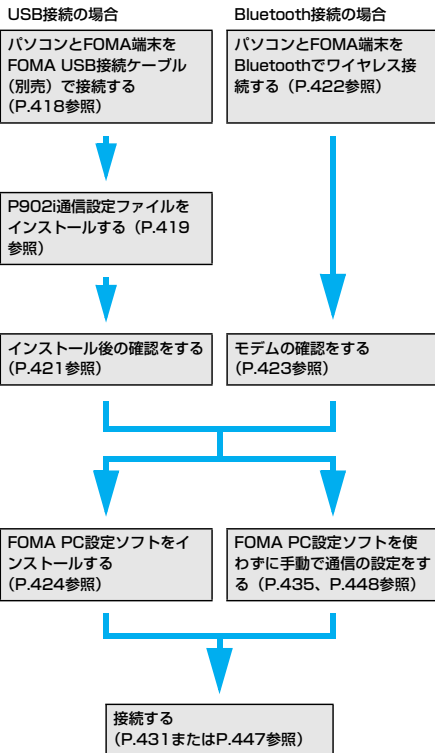 USB接続の場合
パソコンとFOMA端末を
FOMA USB接続ケーブル
（別売）で接続する
（P.418参照）
P902i通信設定ファイルを
インストールする（P.419
参照）
インストール後の確認をする
（P.421参照）
Bluetooth接続の場合
パソコンとFOMA端末を
Bluetoothでワイヤレス接
続する（P.422参照）
モデムの確認をする
（P.423参照）
FOMA PC設定ソフトをイ
ンストールする
（P.424参照）
FOMA PC設定ソフトを使
わずに手動で通信の設定をす
る（P.435、P.448参照）
接続する
（P.431またはP.447参照）